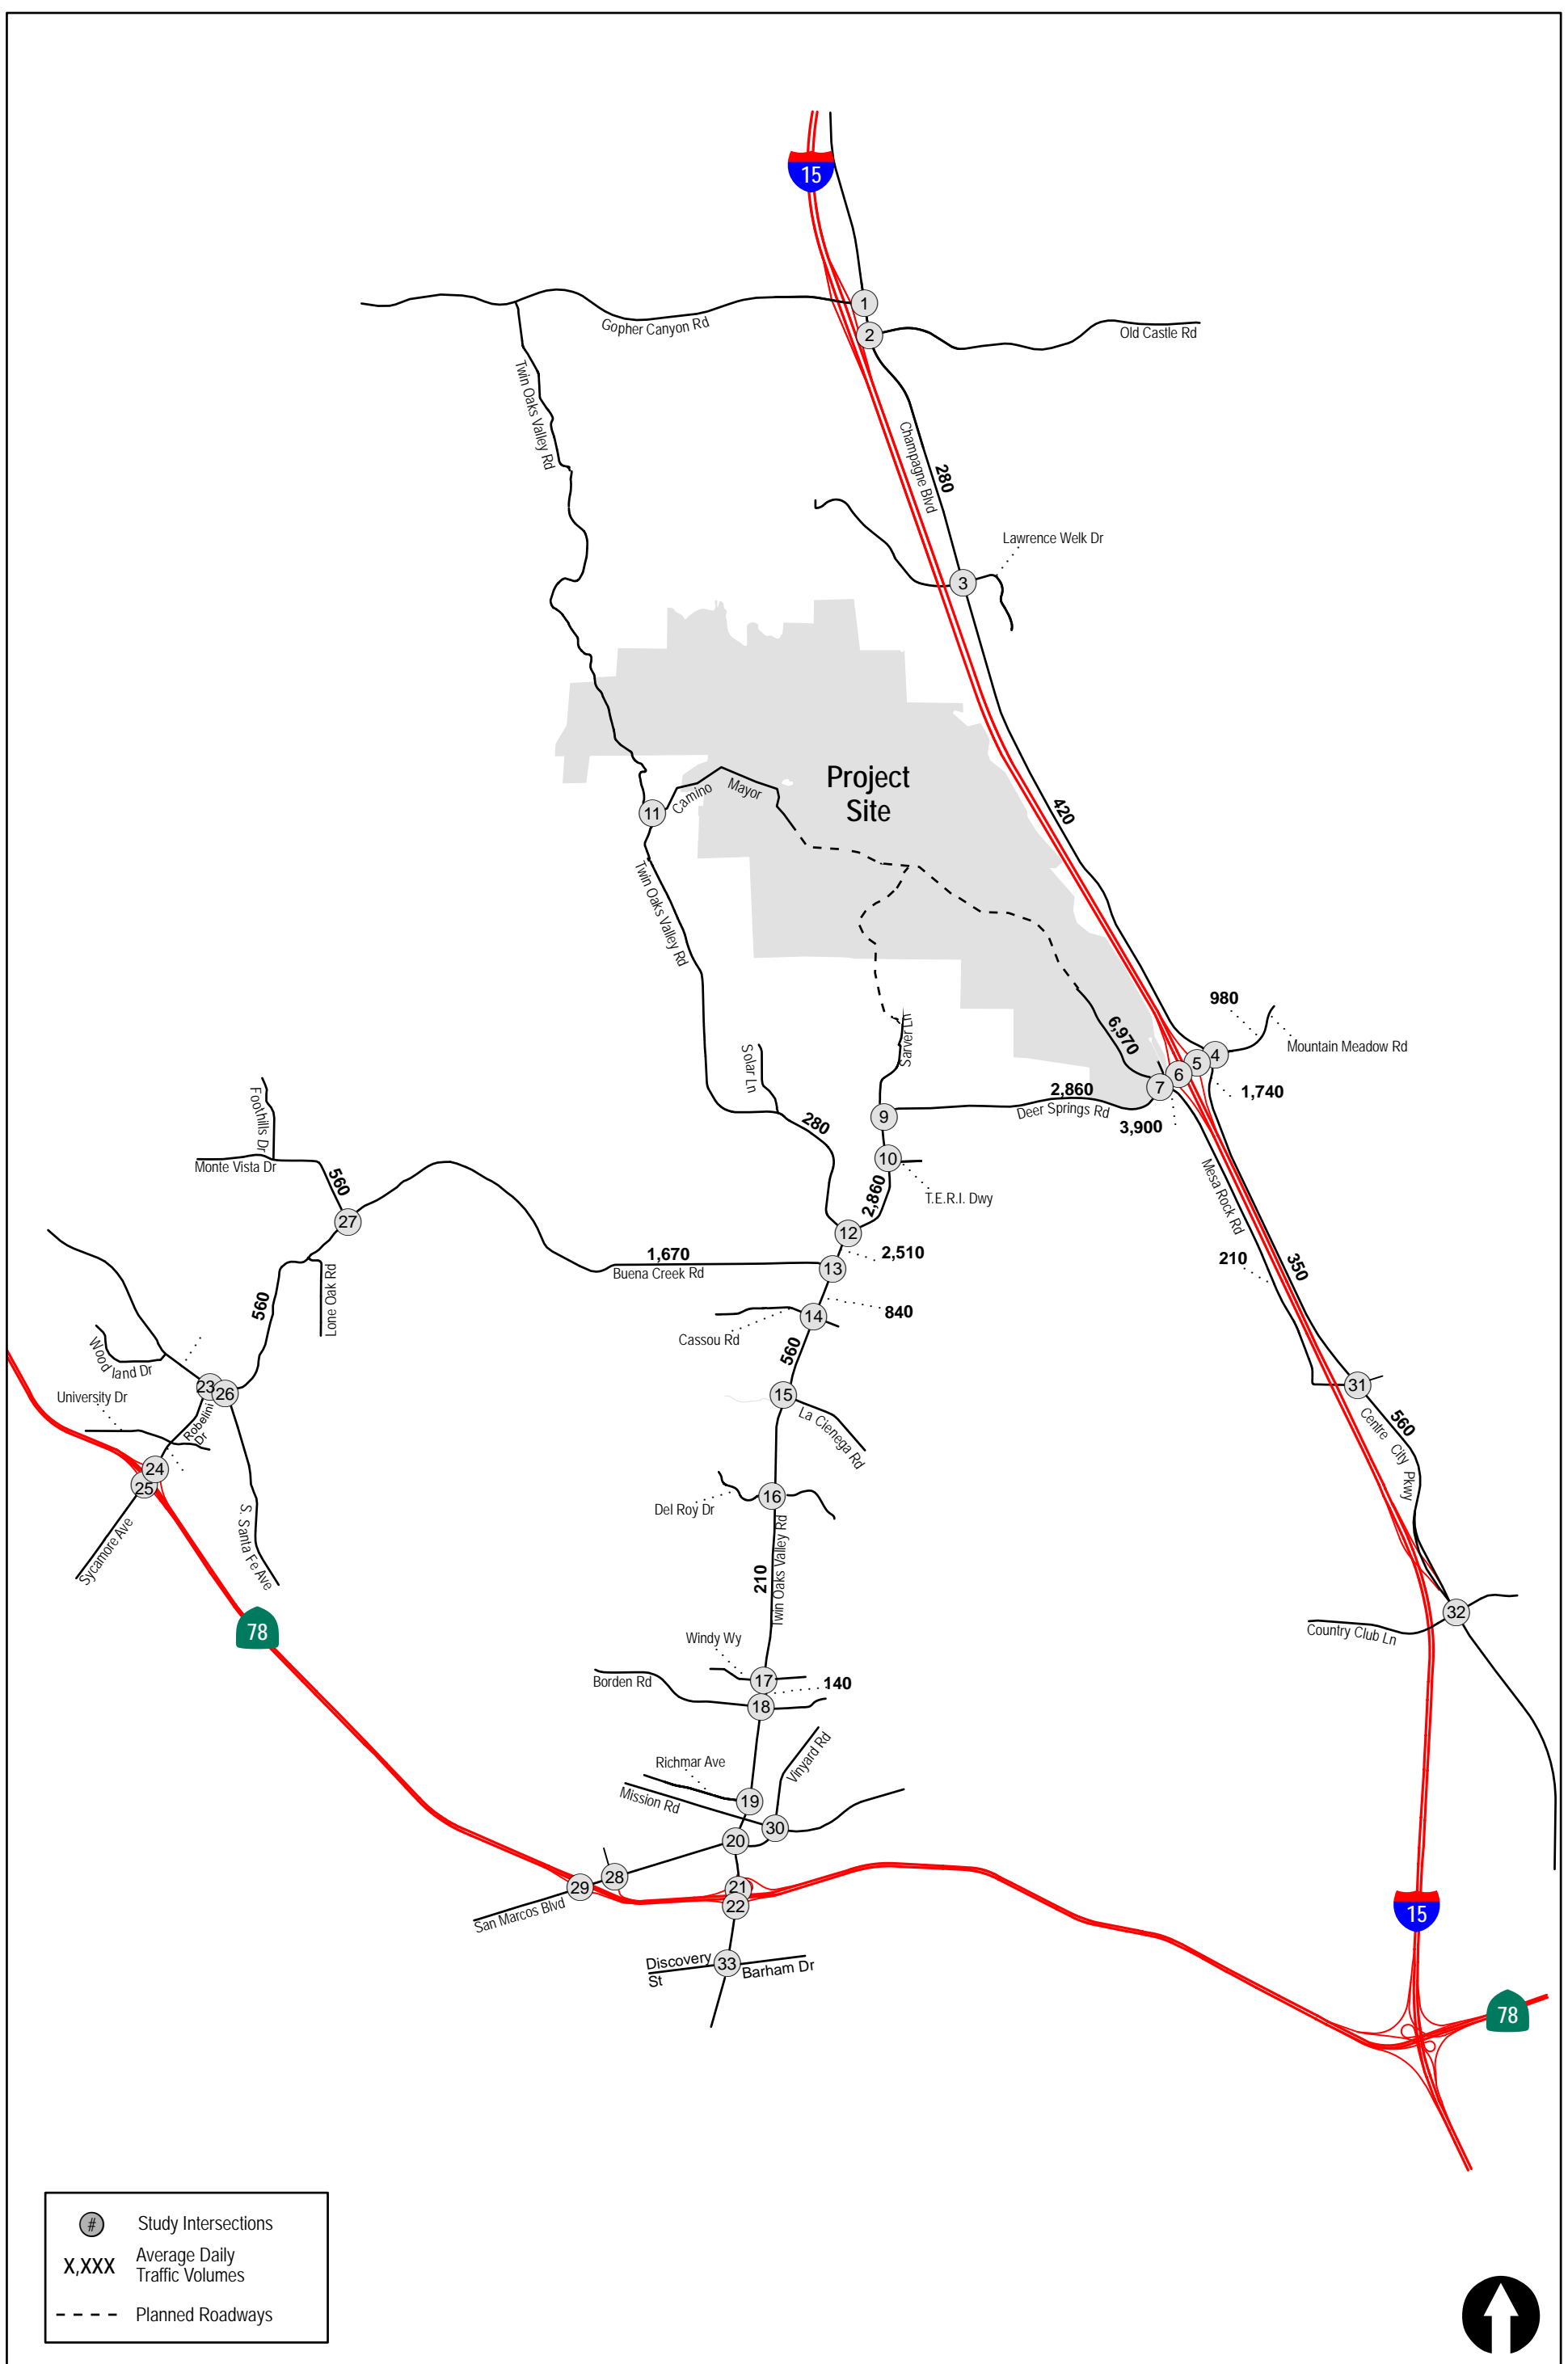 15
1
2
Gopher Canyon Rd
Old Castle Rd
Twin Oaks Valley Rd
Champagne Blvd
280
Lawrence Welk Dr
3
Project
Site
Camino Mayor
11
420
Twin Oaks Valley Rd
980
Mountain Meadow Rd
Sarver Ln
6,970
4
5
6
7
1,740
Solar Ln
2,860
Deer Springs Rd
3,900
9
280
Foothills Dr
Monte Vista Dr
560
10
T.E.R.I. Dwy
2,860
Mesa Rock Rd
27
12
2,510
1,670
Buena Creek Rd
13
210
350
560
Lone Oak Rd
840
14
Cassou Rd
560
Woodland Dr
University Dr
23
26
Robelini
Dr
15
La Cienega Rd
31
Centre City Pkwy
560
24
25
Sycamore Ave
S. Santa Fe Ave
Del Roy Dr
16
210
Twin Oaks Valley Rd
78
32
Country Club Ln
Windy Wy
17
140
Borden Rd
18
Richmar Ave
Vinyard Rd
Mission Rd
19
30
20
28
29
21
22
San Marcos Blvd
15
Discovery
St
33
Barham Dr
78
# Study Intersections
X,XXX Average Daily
Traffic Volumes
Planned Roadways